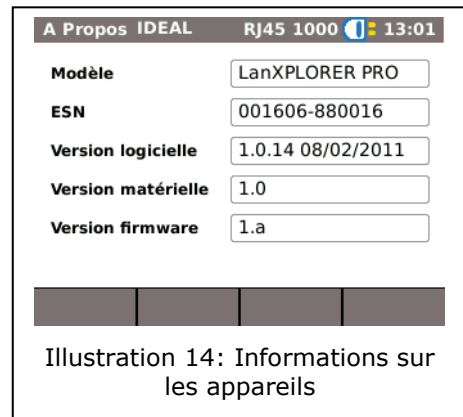 A Propos IDEAL RJ45 1000 13:01
Modèle LanXPLORER PRO
ESN 001606-880016
Version logicielle 1.0.14 08/02/2011
Version matérielle 1.0
Version firmware 1.a
Illustration 14: Informations sur
les appareils